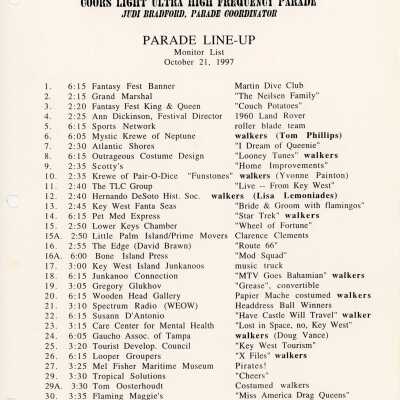 COORS LIGHT ULTRA HIGH FREQUENCY PARADE
JUDI BRADFORD, PARADE COORDINATOR
PARADE LINE-UP
Monitor List
October 21, 1997
1. 6:15 Fantasy Fest Banner Martin Dive Club
2. 2:15 Grand Marshal "The Neilsen Family"
3. 2:20 Fantasy Fest King & Queen "Couch Potatoes"
4. 2:25 Ann Dickinson, Festival Director 1960 Land Rover
5. 6:15 Sports Network roller blade team
6. 6:05 Mystic Krewe of Neptune walkers (Tom Phillips)
7. 2:30 Atlantic Shores "I Dream of Queenie"
8. 6:15 Outrageous Costume Design "Looney Tunes" walkers
9. 2:35 Scotty's "Home Improvements"
10. 2:35 Krewe of Pair-O-Dice "Funstones" walkers (Yvonne Painton)
11. 2:40 The TLC Group "Live -- From Key West"
12. 2:40 Hernando DeSoto Hist. Soc. walkers (Lisa Lemoniades)
13. 2:45 Key West Fanta Seas "Bride & Groom with flamingos"
14. 6:15 Pet Med Express "Star Trek" walkers
15. 2:50 Lower Keys Chamber "Wheel of Fortune"
15A. 2:50 Little Palm Island/Prime Movers Clarence Clements
16. 2:55 The Edge (David Brawn) "Route 66"
16A. 6:00 Bone Island Press "Mod Squad"
17. 3:00 Key West Island Junkanoos music truck
18. 6:15 Junkanoo Connection "MTV Goes Bahamian" walkers
19. 3:05 Gregory Glukhov "Grease", convertible
20. 6:15 Wooden Head Gallery Papier Mache costumed walkers
21. 3:10 Spectrum Radio (WEOW) Headdress Ball Winners
22. 6:15 Susann D'Antonio "Have Castle Will Travel" walker
23. 3:15 Care Center for Mental Health "Lost in Space, no, Key West"
24. 6:05 Gaucho Assoc. of Tampa walkers (Doug Vance)
25. 3:20 Tourist Develop. Council "Key West Tourism"
26. 6:15 Looper Groupers "X Files" walkers
27. 3:25 Mel Fisher Maritime Museum Pirates!
29. 3:30 Tropical Solutions "Cheers"
29A. 3:30 Tom Oosterhoudt Costumed walkers
30. 3:35 Flaming Maggie's "Miss America Drag Queens"